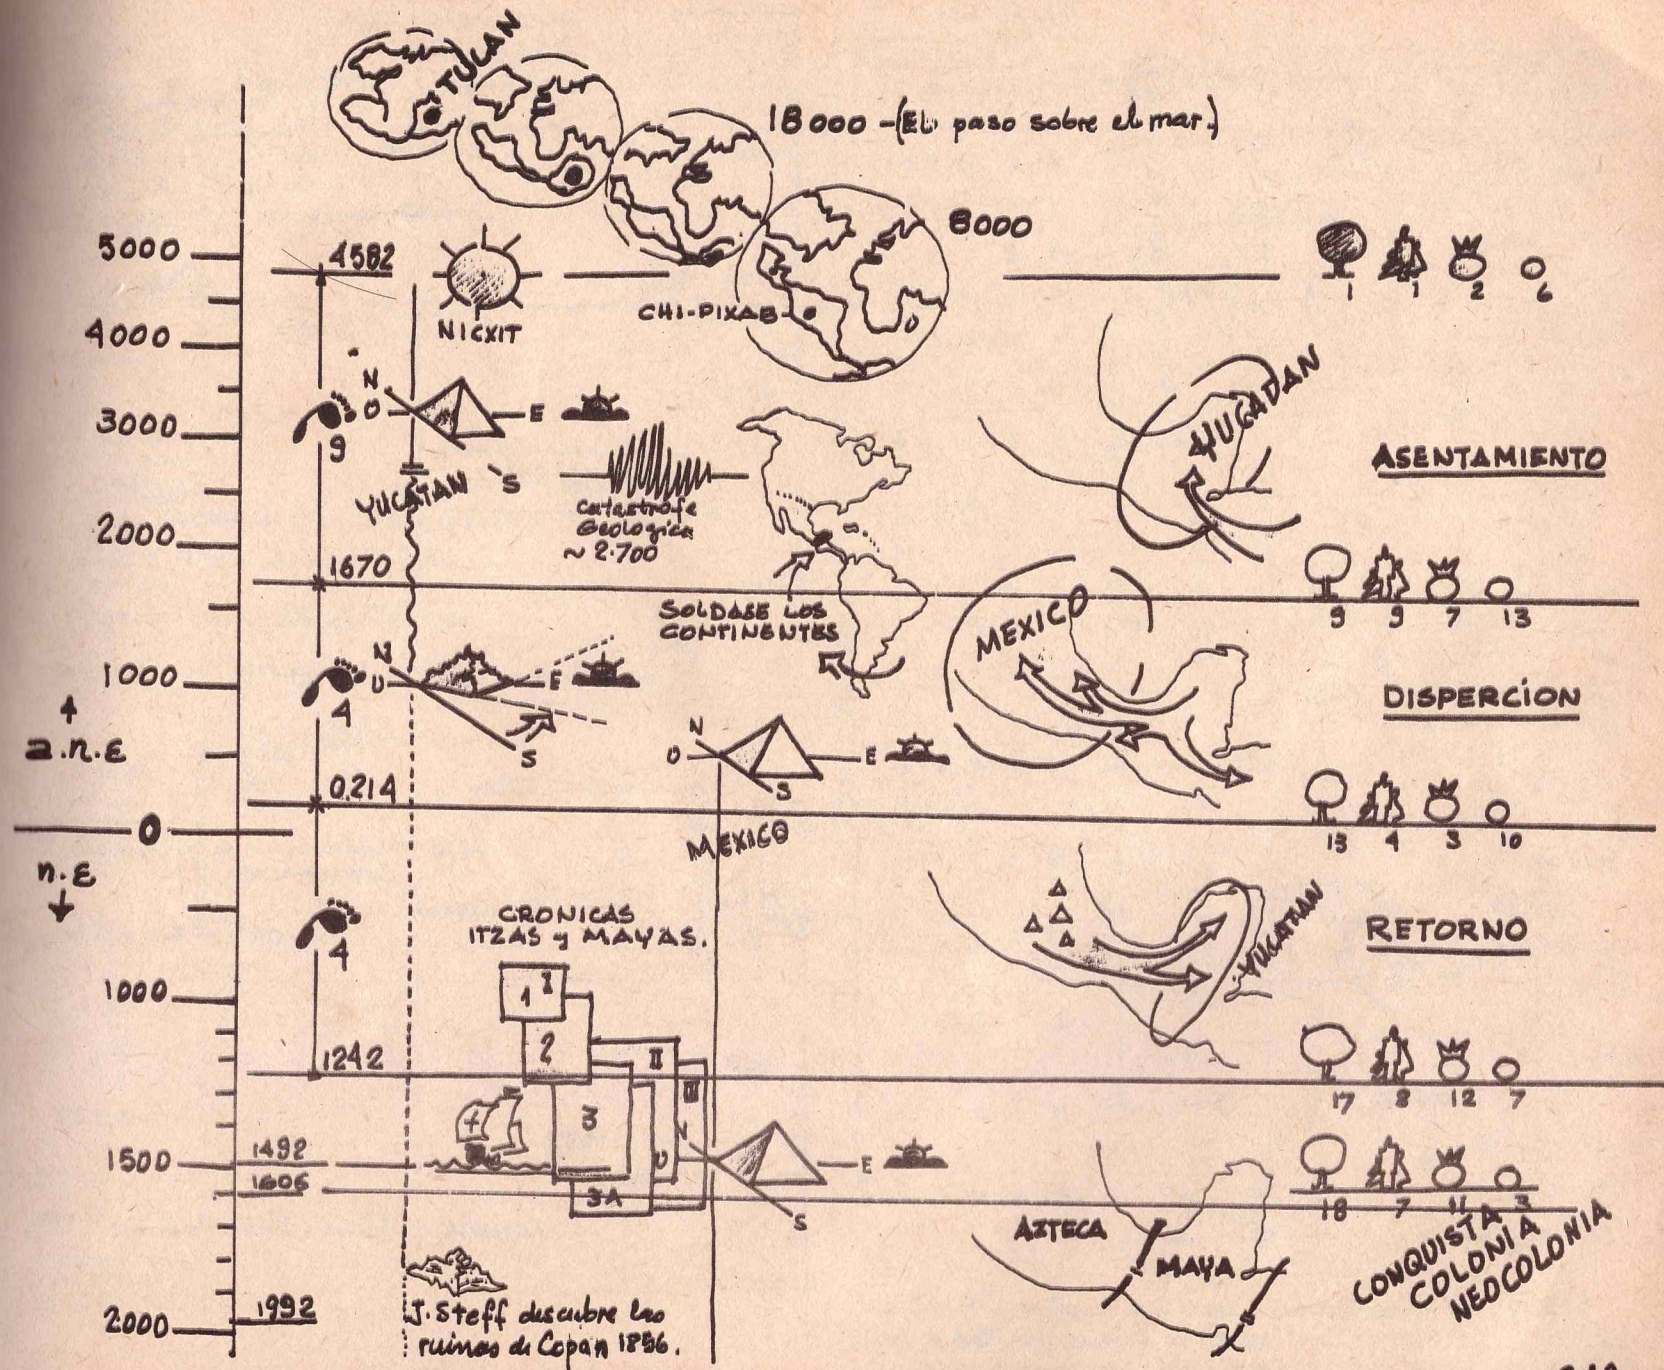 TULAN
18000 - (El paso sobre el mar.)
8000
5000
4582
NICXIT
CHI-PIXAB
1 1 2 6
4000
N
O
E
3000
9
YUCATAN
S
Catastrofe
Geologica
~ 2.700
YUCADAN
ASENTAMIENTO
2000
1670
SOLDASE LOS
CONTINENTES
9 9 7 13
MEXICO
N
O
E
S
1000
4
DISPERCION
a.n.E
N
O
E
S
0.214
13 4 3 10
0
MEXICO
n.E
4
CRONICAS
ITZAS y MAYAS.
YUCATAN
RETORNO
1000
1 I
2
II
III
1242
17 8 12 7
3
O
E
S
1500
1492
1606
3A
18 7 11 3
AZTECA
MAYA
CONQUISTA
COLONIA
NEOCOLONIA
2000
1992
J. Steff descubre las
ruinas de Copan 1856.